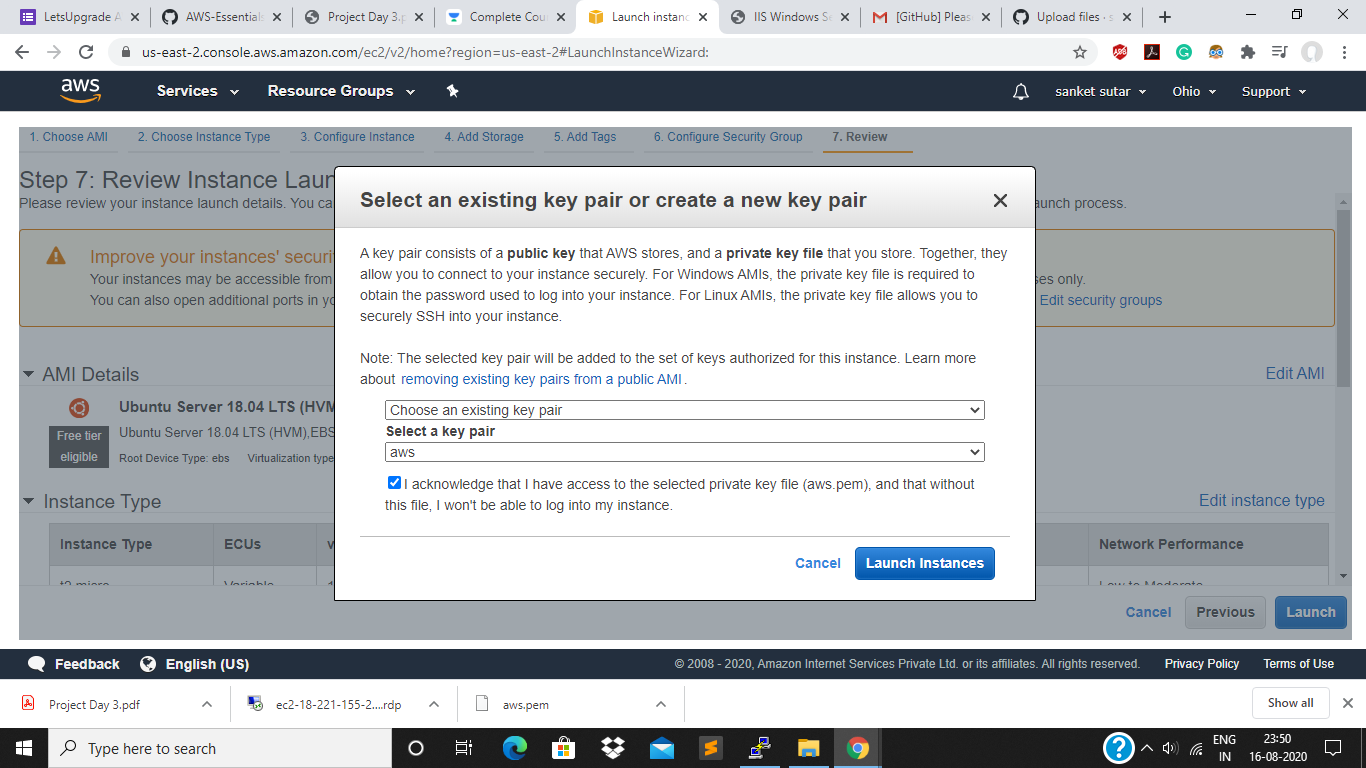 LetsUpgrade A
AWS-Essentials
Project Day 3.p
Complete Cou
Launch instanc
IIS Windows Se
[GitHub] Pleas
Upload files · s
us-east-2.console.aws.amazon.com/ec2/v2/home?region=us-east-2#LaunchInstanceWizard:
aws Services Resource Groups sanket sutar Ohio Support
1. Choose AMI 2. Choose Instance Type 3. Configure Instance 4. Add Storage 5. Add Tags 6. Configure Security Group 7. Review
Step 7: Review Instance Laun
Please review your instance launch details. You ca
aunch process.
Improve your instances' securi
Your instances may be accessible from
ses only.
You can also open additional ports in yo
Edit security groups
AMI Details
Edit AMI
Ubuntu Server 18.04 LTS (HVM
Free tier
eligible
Ubuntu Server 18.04 LTS (HVM),EBS
Root Device Type: ebs Virtualization type
Instance Type
Edit instance type
Instance Type ECUs v Network Performance
t2.micro Variable 1 Low to Moderate
Select an existing key pair or create a new key pair
A key pair consists of a public key that AWS stores, and a private key file that you store. Together, they
allow you to connect to your instance securely. For Windows AMIs, the private key file is required to
obtain the password used to log into your instance. For Linux AMIs, the private key file allows you to
securely SSH into your instance.
Note: The selected key pair will be added to the set of keys authorized for this instance. Learn more
about removing existing key pairs from a public AMI.
Choose an existing key pair
Select a key pair
aws
I acknowledge that I have access to the selected private key file (aws.pem), and that without
this file, I won't be able to log into my instance.
Cancel Launch Instances
Cancel Previous Launch
Feedback English (US) © 2008 - 2020, Amazon Internet Services Private Ltd. or its affiliates. All rights reserved. Privacy Policy Terms of Use
Project Day 3.pdf ec2-18-221-155-2....rdp aws.pem Show all
Type here to search
ENG
IN
23:50
16-08-2020